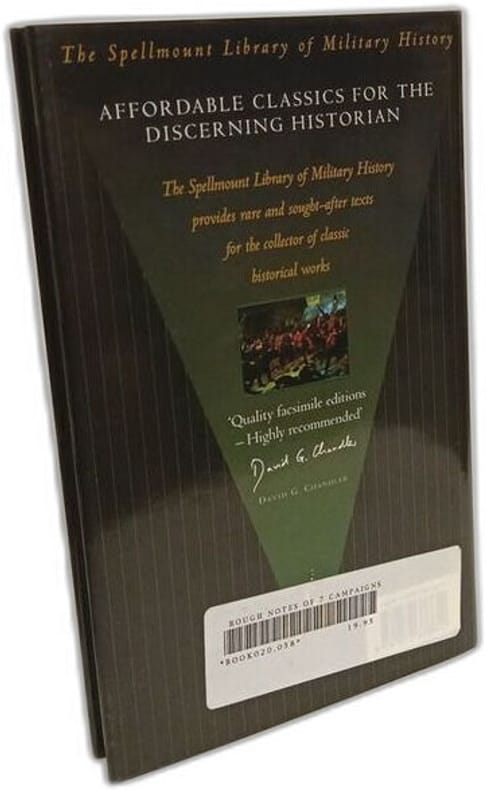 The Spellmount Library of Military History
AFFORDABLE CLASSICS FOR THE
DISCERNING HISTORIAN
The Spellmount Library of Military History
provides rare and sought-after texts
for the collector of classic
historical works
'Quality facsimile editions
– Highly recommended'
David G. Chandler
DAVID G. CHANDLER
ROUGH NOTES OF 7 CAMPAIGNS
19.95
*BOOK020.058*